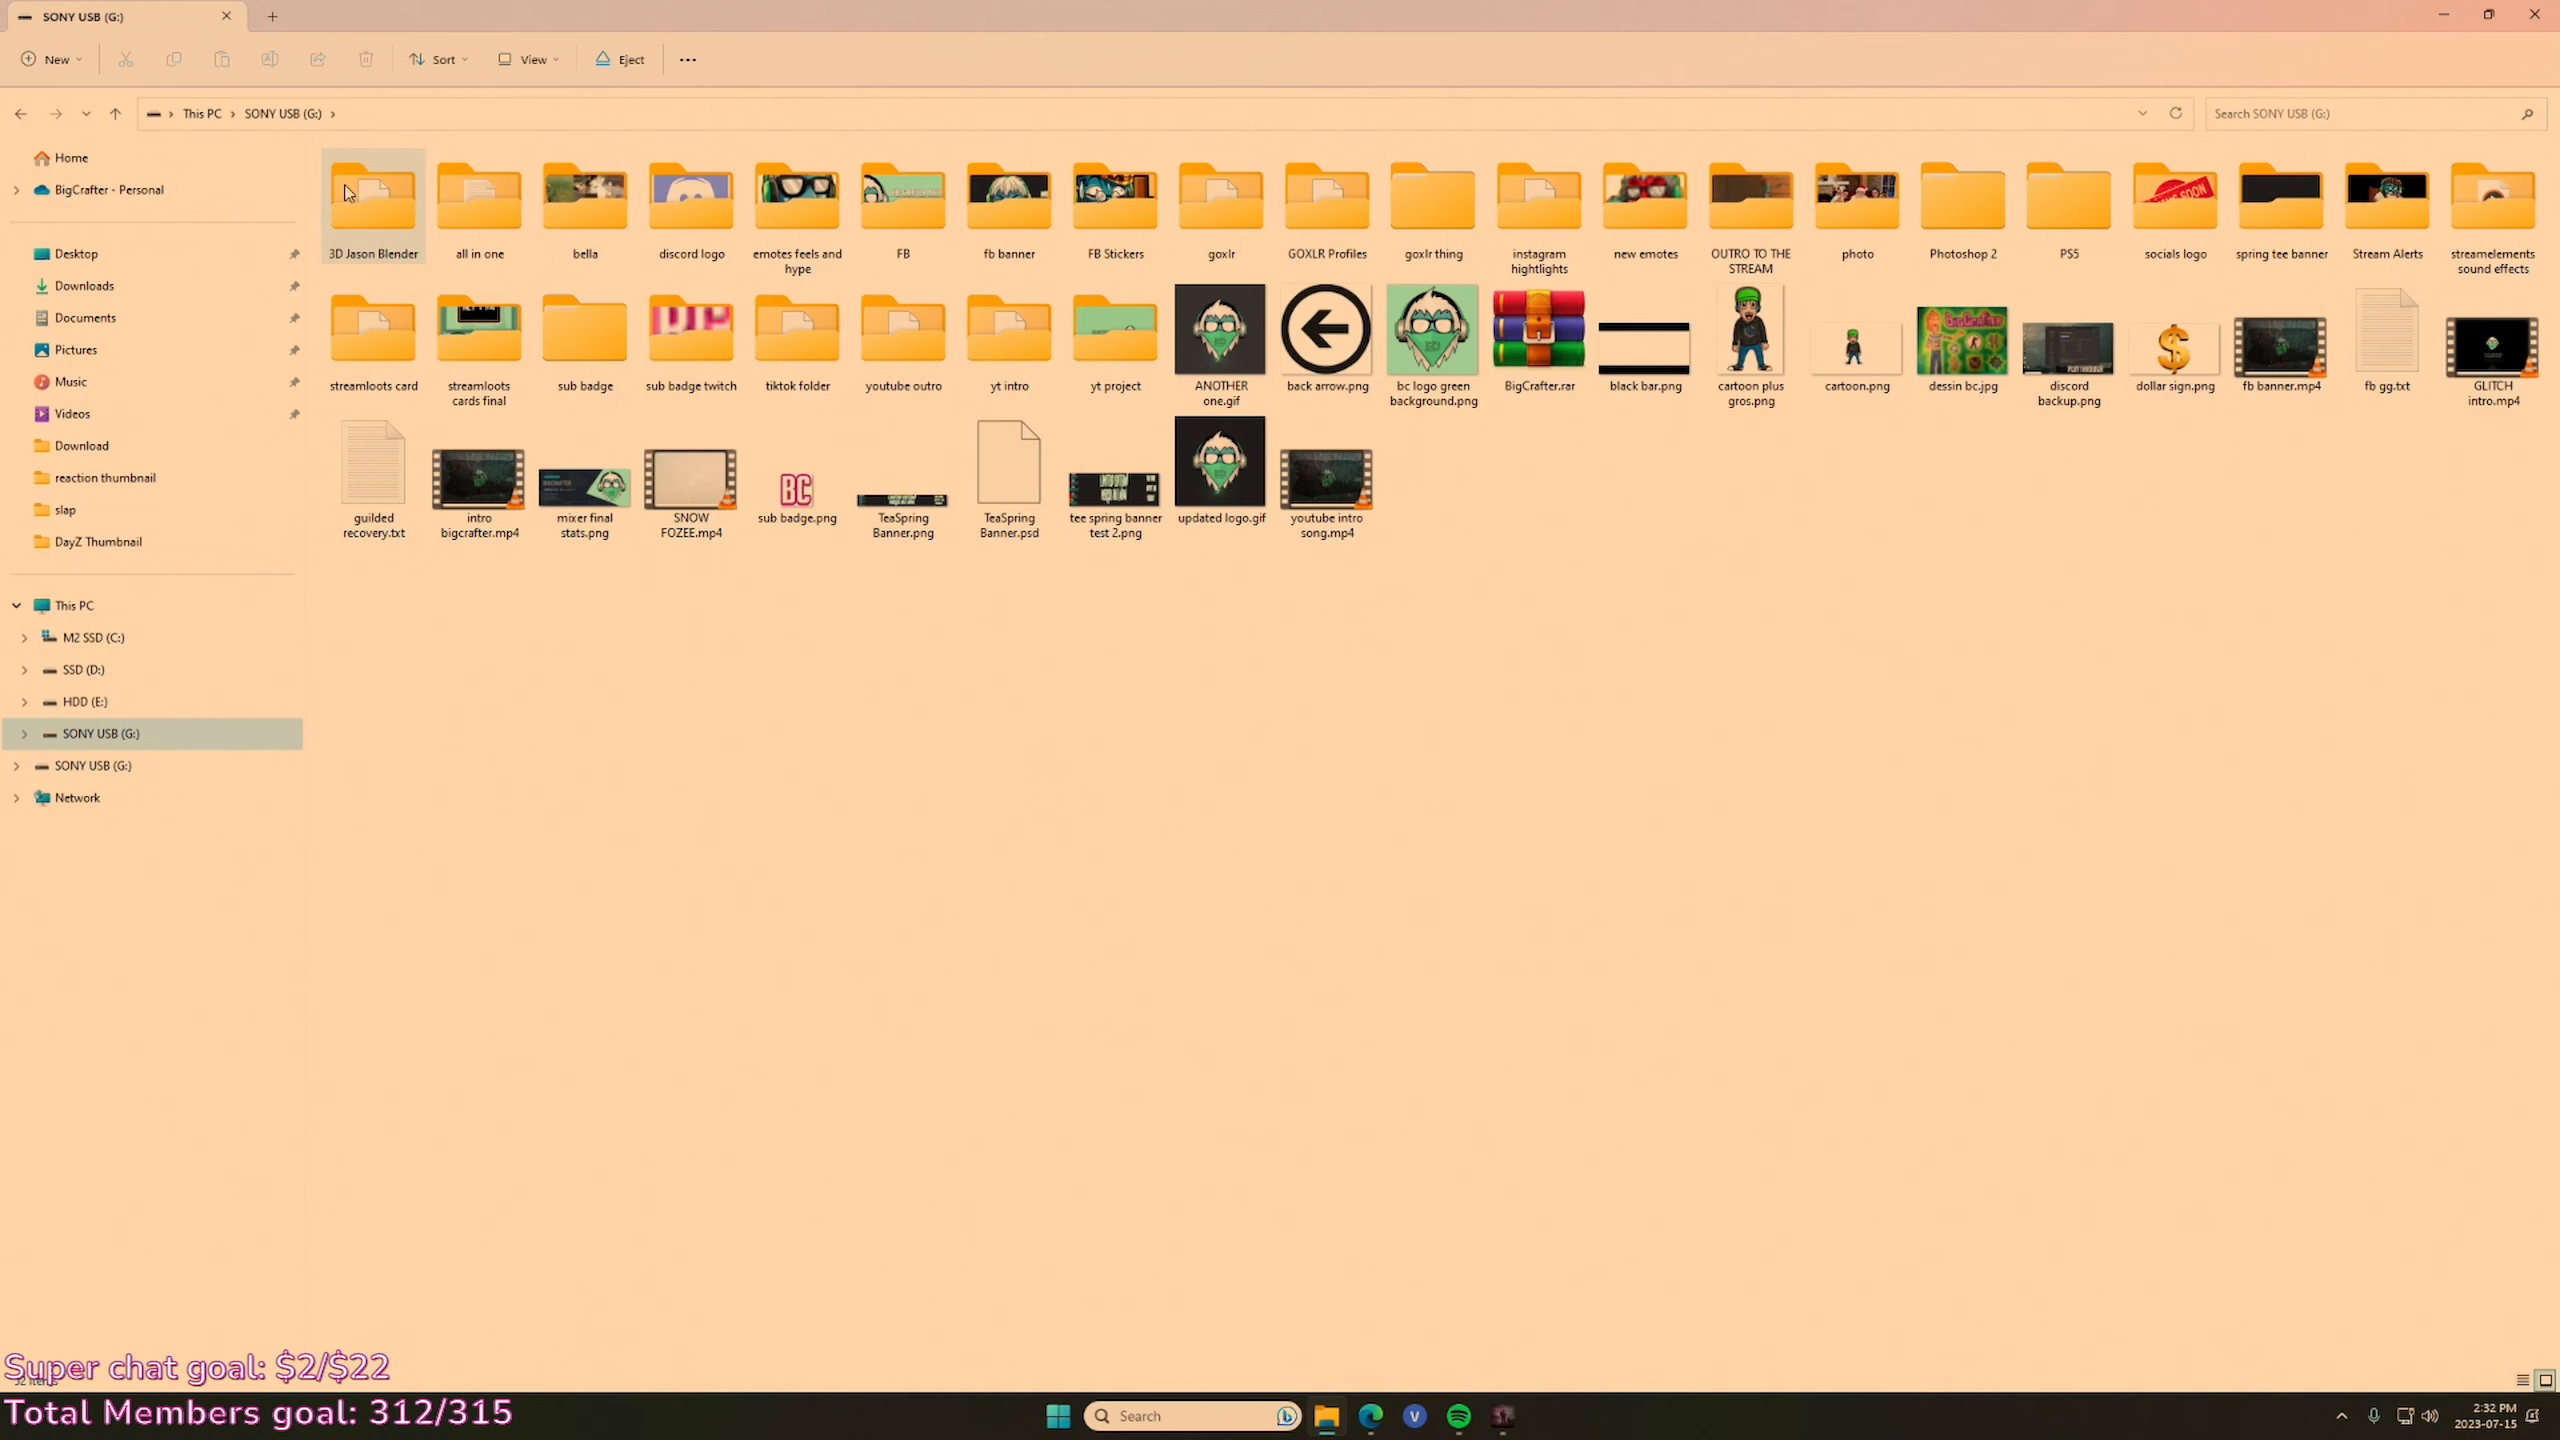 SONY USB (G:)
New
Sort
View
Eject
This PC
SONY USB (G:)
Search SONY USB (G:)
Home
BigCrafter - Personal
Desktop
Downloads
Documents
Pictures
Music
Videos
Download
reaction thumbnail
slap
DayZ Thumbnail
This PC
M2 SSD (C:)
SSD (D:)
HDD (E:)
SONY USB (G:)
SONY USB (G:)
Network
SOON
3D Jason Blender
all in one
bella
discord logo
emotes feels and
hype
FB
fb banner
FB Stickers
goxlr
GOXLR Profiles
goxlr thing
instagram
hightlights
new emotes
OUTRO TO THE
STREAM
photo
Photoshop 2
PS5
socials logo
spring tee banner
Stream Alerts
streamelements
sound effects
streamloots card
streamloots
cards final
sub badge
sub badge twitch
tiktok folder
youtube outro
yt intro
yt project
ANOTHER
one.gif
back arrow.png
bc logo green
background.png
BigCrafter.rar
black bar.png
cartoon plus
gros.png
cartoon.png
dessin bc.jpg
discord
backup.png
dollar sign.png
fb banner.mp4
fb gg.txt
GLITCH
intro.mp4
BC
guilded
recovery.txt
intro
bigcrafter.mp4
mixer final
stats.png
SNOW
FOZEE.mp4
sub badge.png
TeaSpring
Banner.png
TeaSpring
Banner.psd
tee spring banner
test 2.png
updated logo.gif
youtube intro
song.mp4
Super chat goal: $2/$22
Total Members goal: 312/315
Search
2:32 PM
2023-07-15